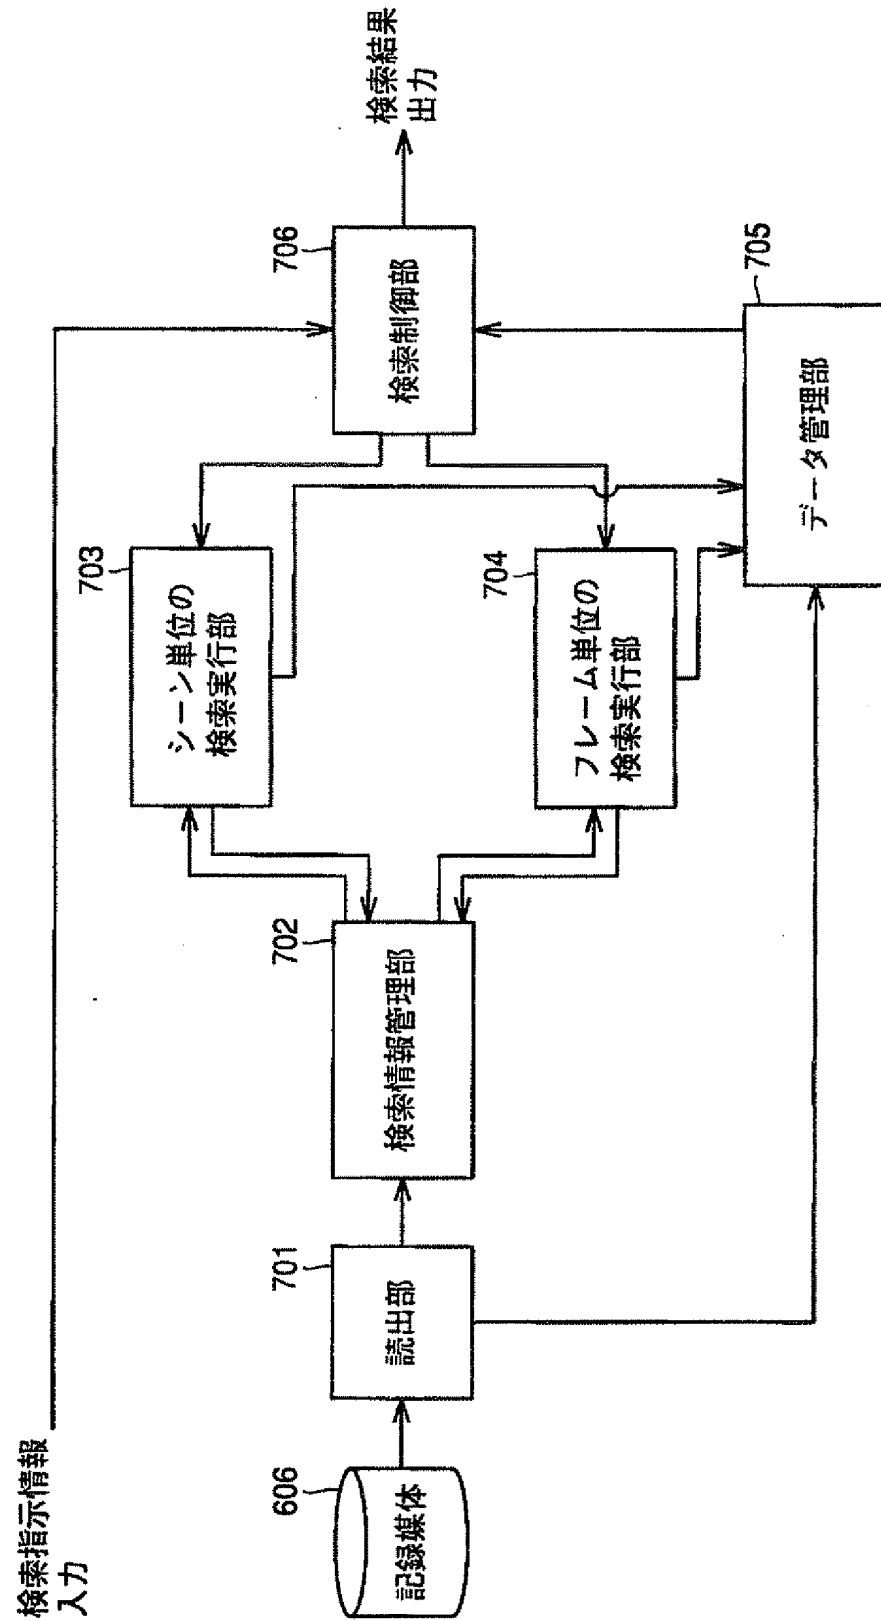 検索指示情報
入力
606
記録媒体
701
読出部
702
検索情報管理部
703
シーン単位の
検索実行部
704
フレーム単位の
検索実行部
705
データ管理部
706
検索制御部
検索結果
出力